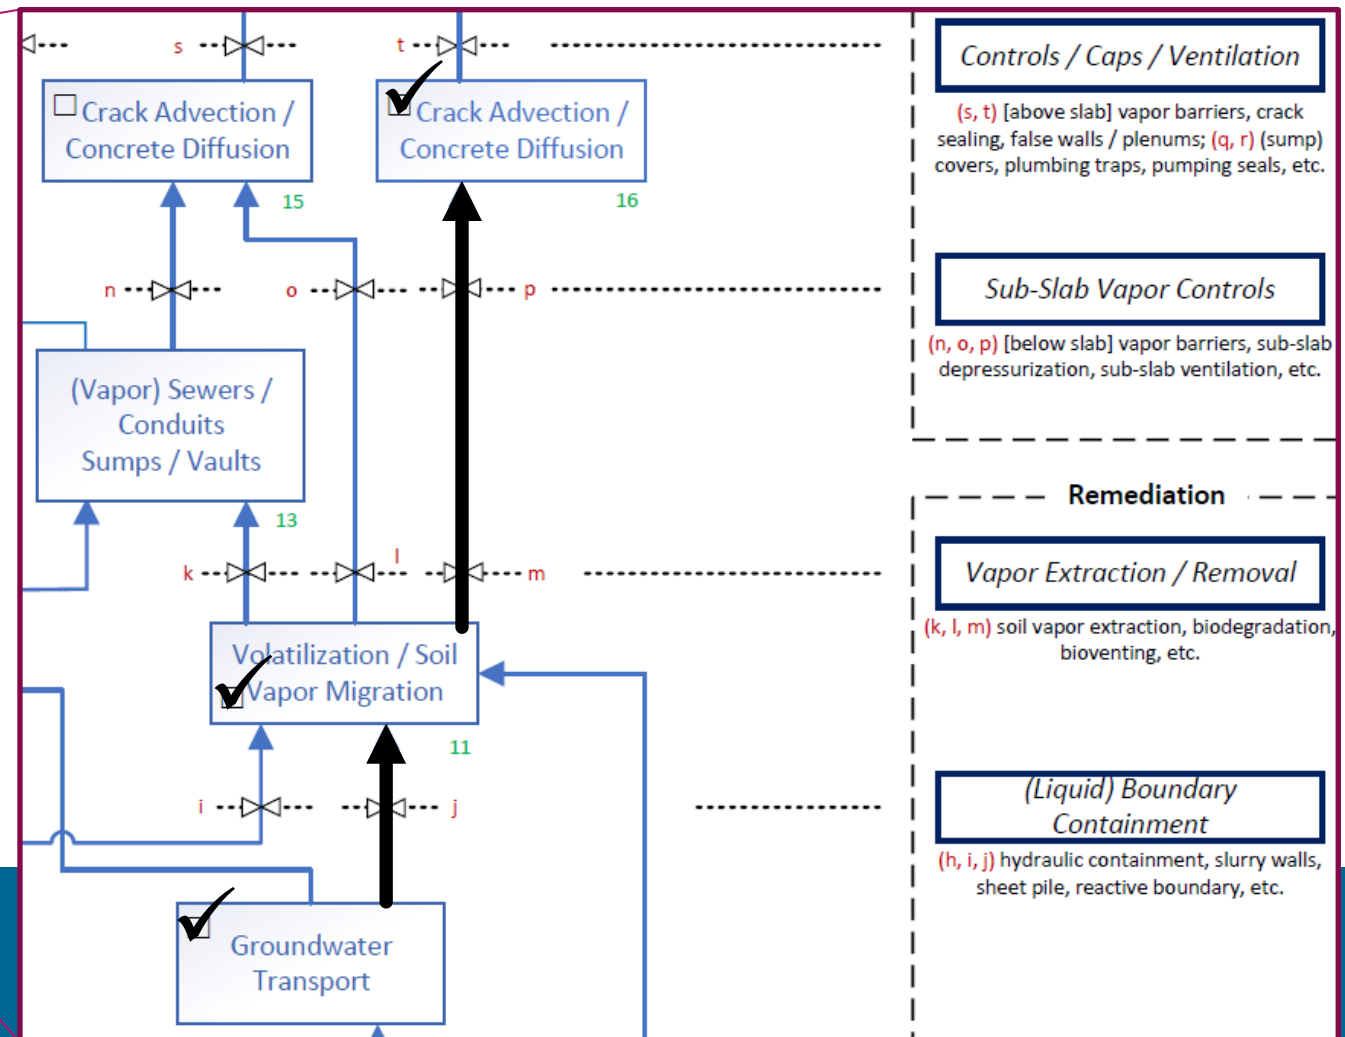 s
t
Crack Advection /
Concrete Diffusion
15
Crack Advection /
Concrete Diffusion
16
Controls / Caps / Ventilation
(s, t) [above slab] vapor barriers, crack
sealing, false walls / plenums; (q, r) (sump)
covers, plumbing traps, pumping seals, etc.
n
o
p
Sub-Slab Vapor Controls
(n, o, p) [below slab] vapor barriers, sub-slab
depressurization, sub-slab ventilation, etc.
(Vapor) Sewers /
Conduits
Sumps / Vaults
13
Remediation
k
l
m
Vapor Extraction / Removal
(k, l, m) soil vapor extraction, biodegradation,
bioventing, etc.
Volatilization / Soil
Vapor Migration
11
i
j
(Liquid) Boundary
Containment
(h, i, j) hydraulic containment, slurry walls,
sheet pile, reactive boundary, etc.
Groundwater
Transport